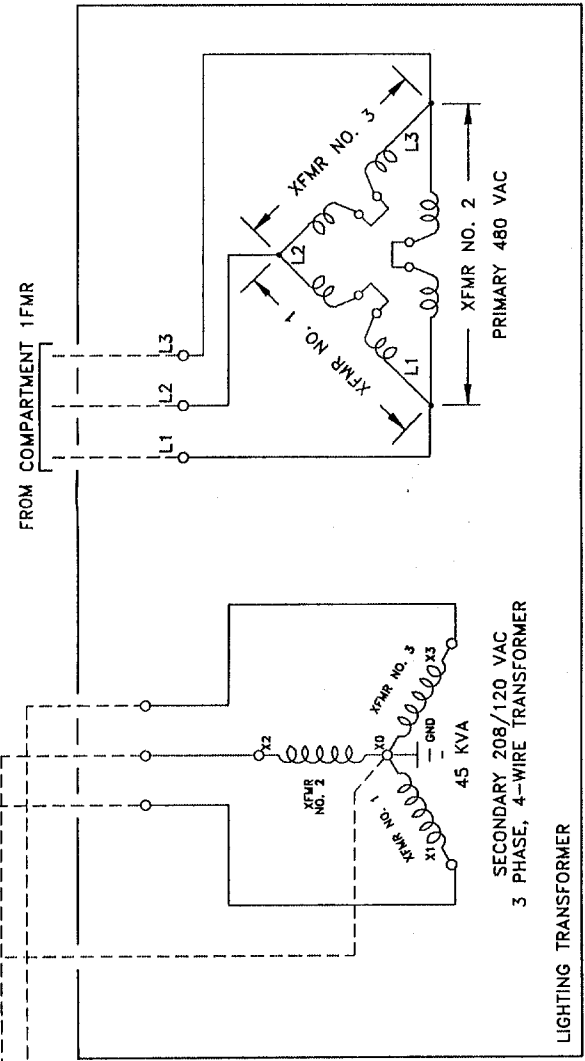 FROM COMPARTMENT 1FMR
L1
L2
L3
XFMR NO. 1
XFMR NO. 3
L2
L1
L3
XFMR NO. 2
PRIMARY 480 VAC
X2
XFMR
NO. 2
X0
XFMR NO. 1
XFMR NO. 3
X1
X3
GND
45 KVA
SECONDARY 208/120 VAC
3 PHASE, 4-WIRE TRANSFORMER
LIGHTING TRANSFORMER